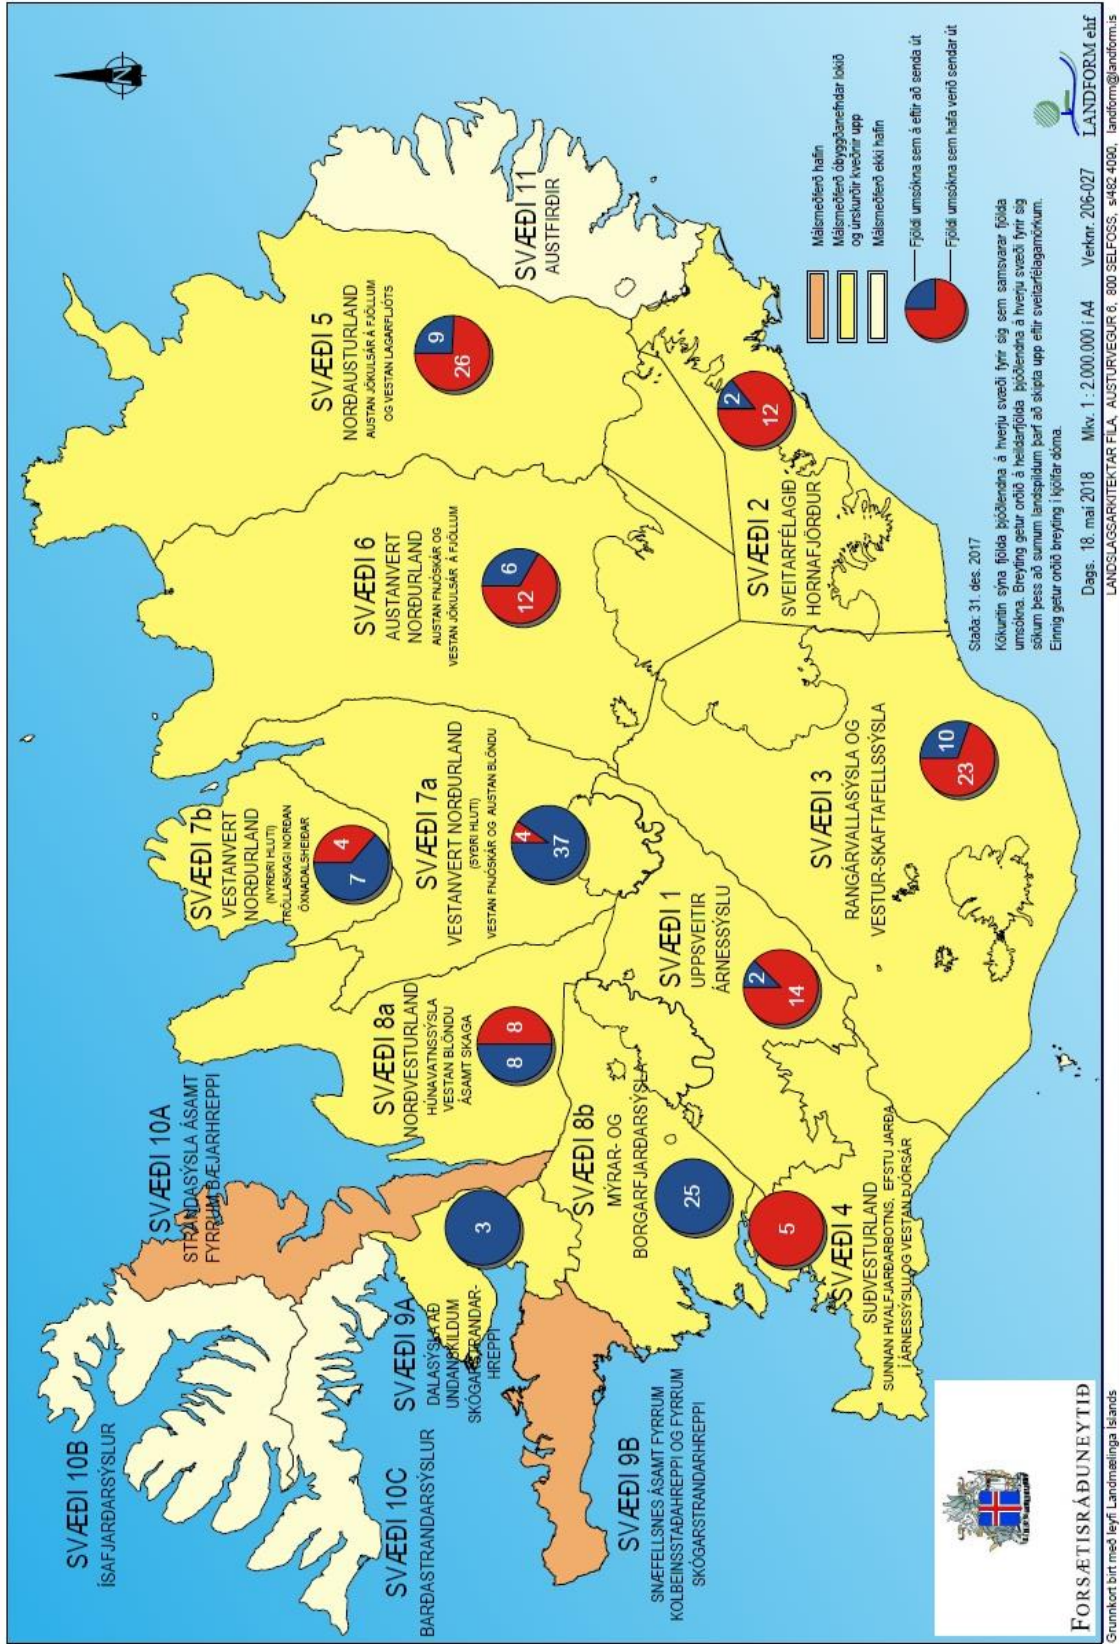 SVÆÐI 10B
ÍSAFJARÐARSÝSLUR
SVÆÐI 10A
STRANDASÝSLA ÁSAMT
FYRRUM BÆJARHREPPI
SVÆÐI 10C
BARÐASTRANDARSÝSLUR
SVÆÐI 9A
DALASÝSLA AÐ
UNDANSKILDUM
SKÓGARSTRANDAR-
HREPPI
3
SVÆÐI 9B
SNÆFELLSNES ÁSAMT FYRRUM
KOLBEINSSTAÐAHREPPI OG FYRRUM
SKÓGARSTRANDARHREPPI
SVÆÐI 8a
NORÐVESTURLAND
HÚNAVATNSSÝSLA
VESTAN BLÖNDU
ÁSAMT SKAGA
8
8
SVÆÐI 8b
MÝRAR- OG
BORGARFJARÐARSÝSLA
25
SVÆÐI 7b
VESTANVERT
NORÐURLAND
(NYRÐRI HLUTI)
TRÖLLASKAGI NORÐAN
ÖXNADALSHEIÐAR
7
4
SVÆÐI 7a
VESTANVERT NORÐURLAND
(SYÐRI HLUTI)
VESTAN FNJÓSKÁR OG AUSTAN BLÖNDU
4
37
SVÆÐI 6
AUSTANVERT
NORÐURLAND
AUSTAN FNJÓSKÁR OG
VESTAN JÖKULSÁR Á FJÖLLUM
12
6
SVÆÐI 5
NORÐAUSTURLAND
AUSTAN JÖKULSÁR Á FJÖLLUM
OG VESTAN LAGARFLJÓTS
26
9
SVÆÐI 11
AUSTFIRÐIR
SVÆÐI 1
UPPSVEITIR
ÁRNESSÝSLU
14
2
SVÆÐI 2
SVEITARFÉLAGIÐ
HORNAFJÖRÐUR
2
12
SVÆÐI 3
RANGÁRVALLASÝSLA OG
VESTUR-SKAFTAFELLSSÝSLA
23
10
5
SVÆÐI 4
SUÐVESTURLAND
SUNNAN HVALFJARÐARBOTNS, EFSTU JARÐA
Í ÁRNESSÝSLU OG VESTAN ÞJÓRSÁR
N
Málsmeðferð hafin
Málsmeðferð óbyggðanefndar lokið
og úrskurðir kveðnir upp
Málsmeðferð ekki hafin
Fjöldi umsókna sem á eftir að senda út
Fjöldi umsókna sem hafa verið sendar út
Staða: 31. des. 2017
Kökuritin sýna fjölda þjóðlendna á hverju svæði fyrir sig sem samsvarar fjölda
umsókna. Breyting getur orðið á heildarfjölda þjóðlendna á hverju svæði fyrir sig
sökum þess að sumum landspildum þarf að skipta upp eftir sveitarfélagamörkum.
Einnig getur orðið breyting í kjölfar dóma.
Dags. 18. maí 2018 Mkv. 1 : 2.000.000 í A4 Verknr. 206-027
LANDFORM ehf
LANDSLAGSARKITEKTAR FÍLA, AUSTURVEGUR 6, 800 SELFOSS, s/482 4090, landform@landform.is
FORSÆTISRÁÐUNEYTIÐ
Grunnkort birt með leyfi Landmælinga Íslands